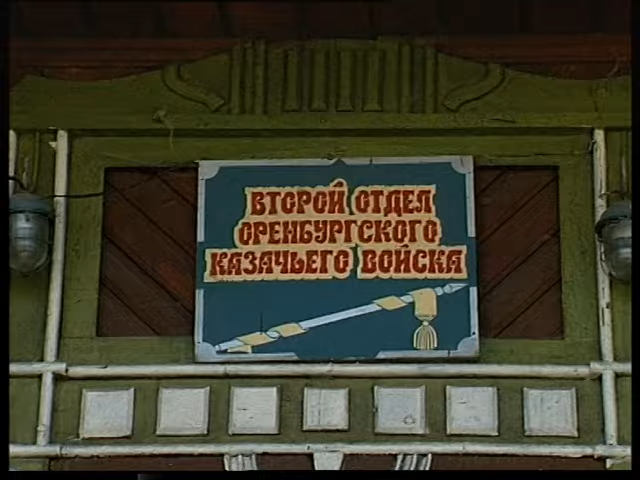 ВТОРОЙ ОТДЕЛ
ОРЕНБУРГСКОГО
КАЗАЧЬЕГО ВОЙСКА